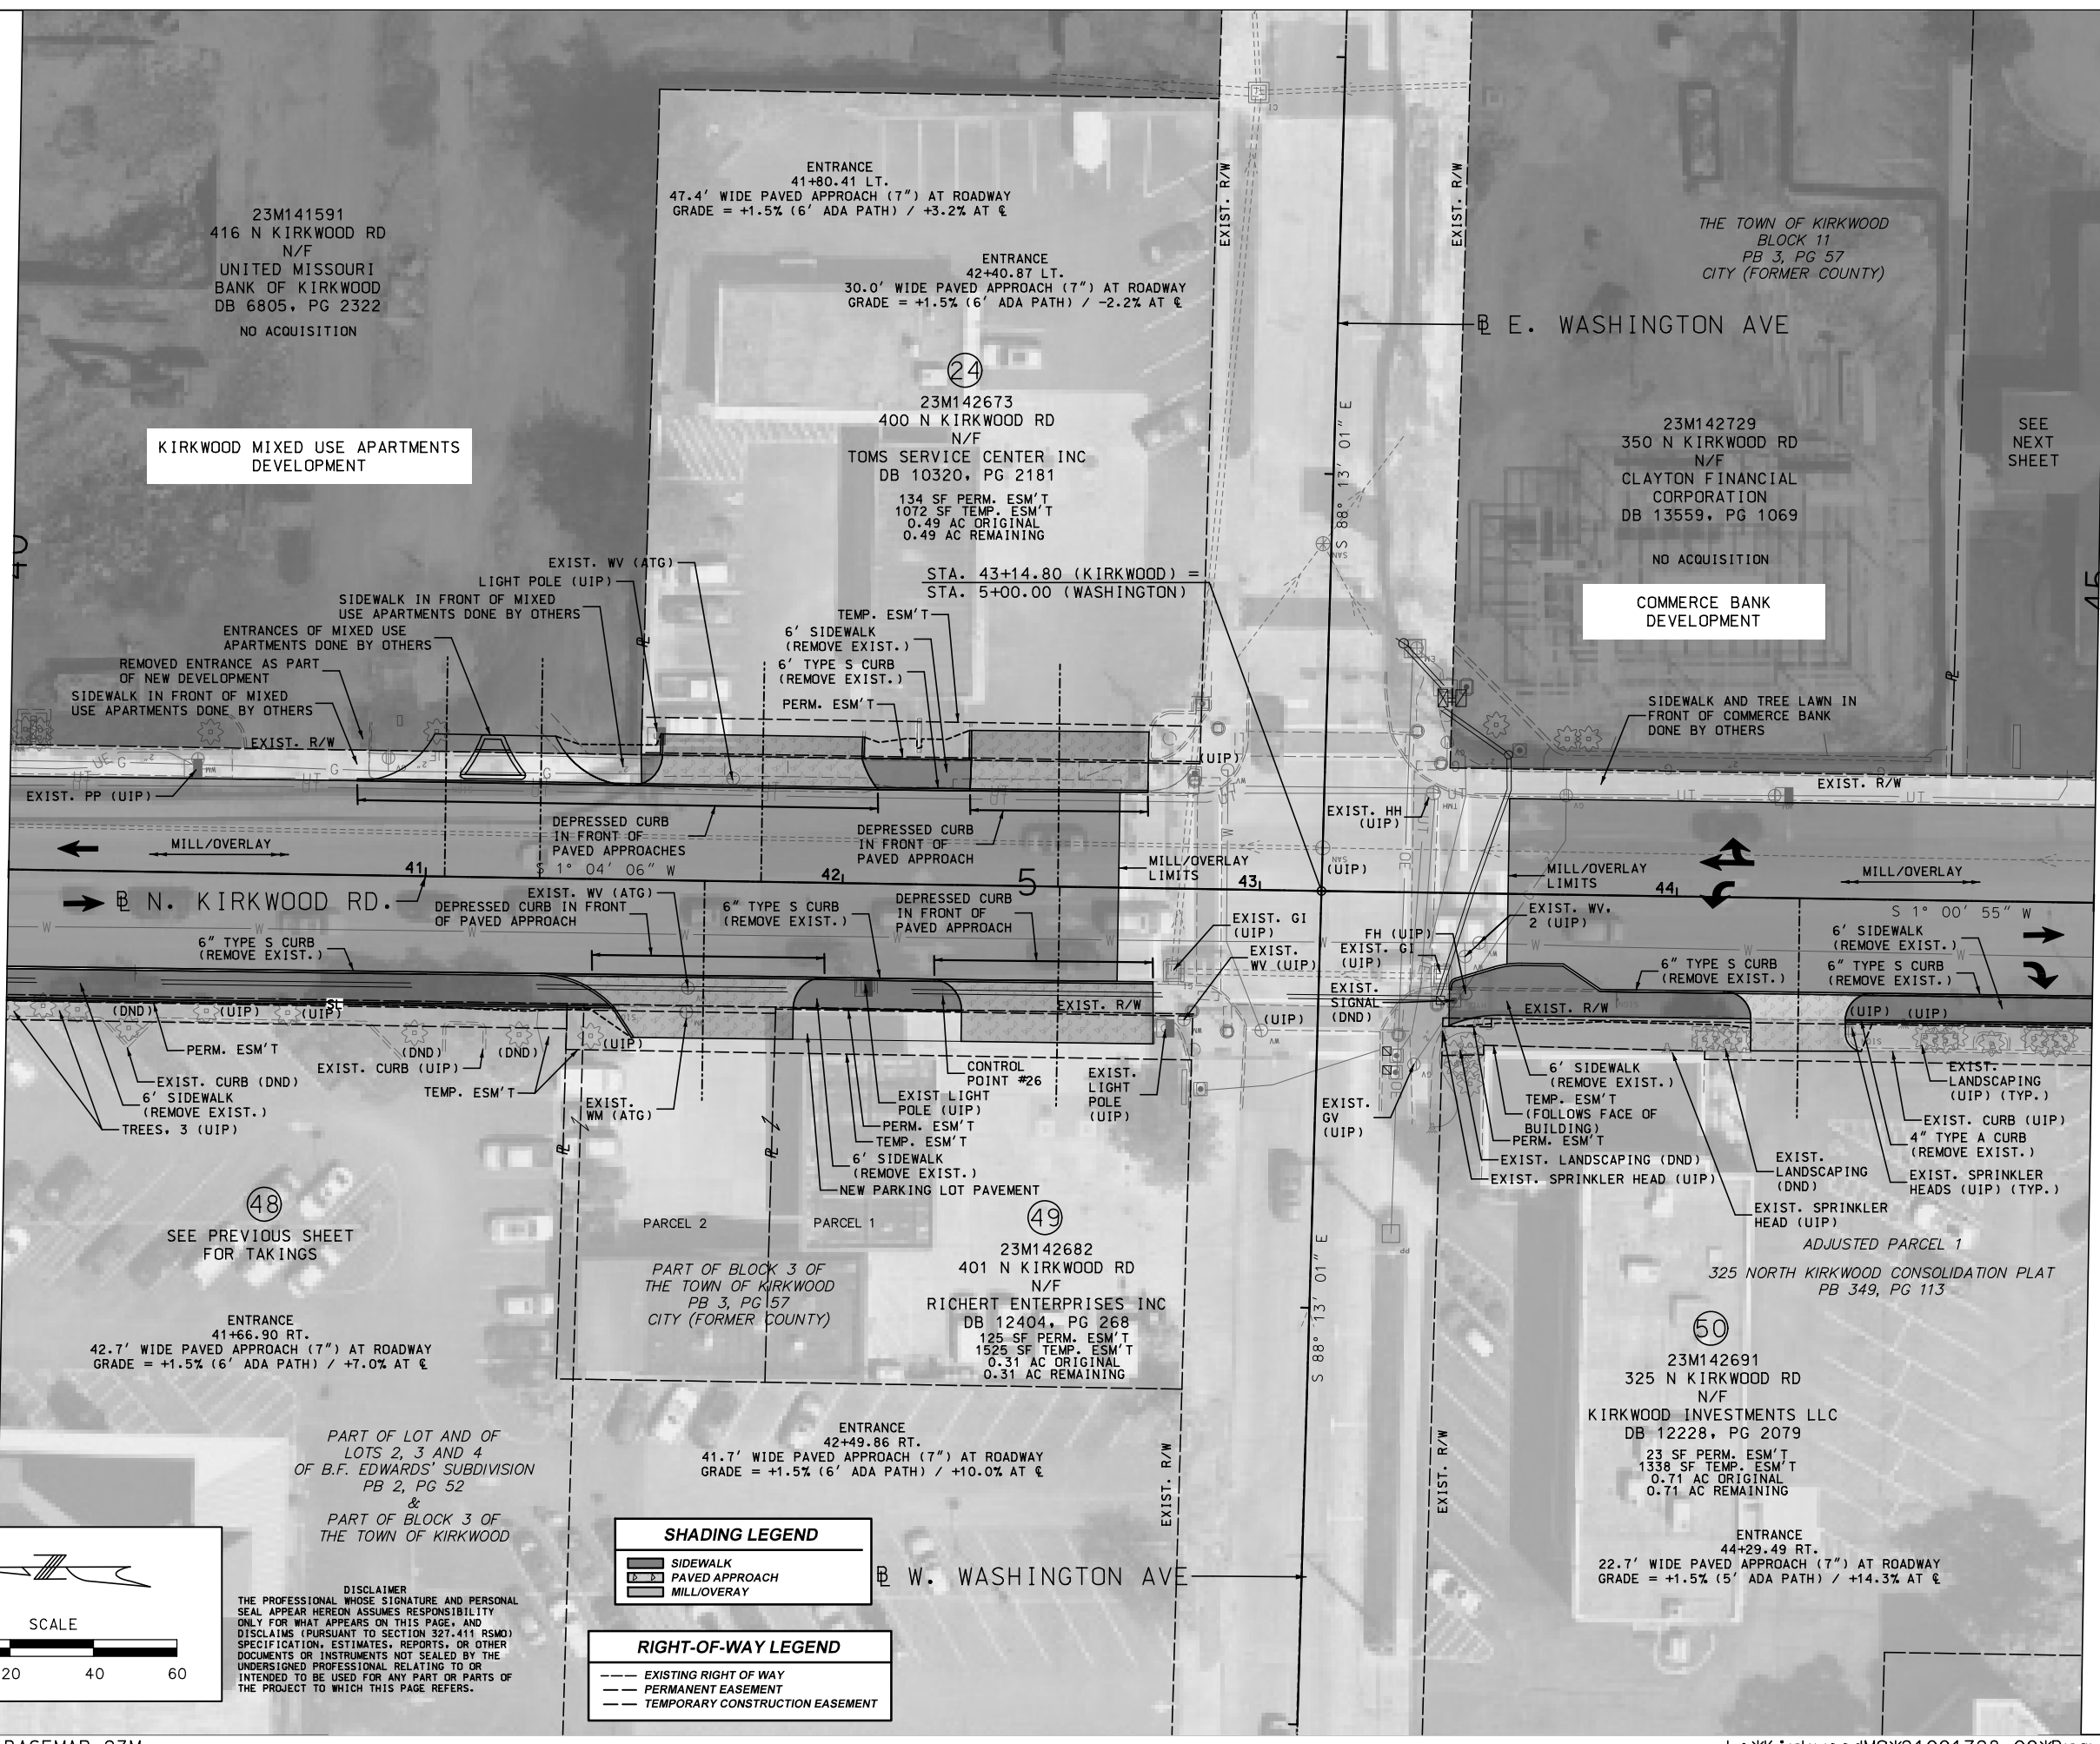 ENTRANCE
41+80.41 LT.
47.4' WIDE PAVED APPROACH (7") AT ROADWAY
GRADE = +1.5% (6' ADA PATH) / +3.2% AT ℄
EXIST. R/W
EXIST. R/W
23M141591
416 N KIRKWOOD RD
N/F
UNITED MISSOURI
BANK OF KIRKWOOD
DB 6805, PG 2322
NO ACQUISITION
ENTRANCE
42+40.87 LT.
30.0' WIDE PAVED APPROACH (7") AT ROADWAY
GRADE = +1.5% (6' ADA PATH) / -2.2% AT ℄
THE TOWN OF KIRKWOOD
BLOCK 11
PB 3, PG 57
CITY (FORMER COUNTY)
BL E. WASHINGTON AVE
24
23M142673
400 N KIRKWOOD RD
N/F
TOMS SERVICE CENTER INC
DB 10320, PG 2181
134 SF PERM. ESM'T
1072 SF TEMP. ESM'T
0.49 AC ORIGINAL
0.49 AC REMAINING
S 88° 13' 01" E
23M142729
350 N KIRKWOOD RD
N/F
CLAYTON FINANCIAL
CORPORATION
DB 13559, PG 1069
NO ACQUISITION
SEE
NEXT
SHEET
KIRKWOOD MIXED USE APARTMENTS
DEVELOPMENT
COMMERCE BANK
DEVELOPMENT
40
45
EXIST. WV (ATG)
LIGHT POLE (UIP)
SIDEWALK IN FRONT OF MIXED
USE APARTMENTS DONE BY OTHERS
ENTRANCES OF MIXED USE
APARTMENTS DONE BY OTHERS
REMOVED ENTRANCE AS PART
OF NEW DEVELOPMENT
SIDEWALK IN FRONT OF MIXED
USE APARTMENTS DONE BY OTHERS
STA. 43+14.80 (KIRKWOOD) =
STA. 5+00.00 (WASHINGTON)
TEMP. ESM'T
6' SIDEWALK
(REMOVE EXIST.)
6' TYPE S CURB
(REMOVE EXIST.)
PERM. ESM'T
PL
PL
SIDEWALK AND TREE LAWN IN
FRONT OF COMMERCE BANK
DONE BY OTHERS
EXIST. R/W
EXIST. R/W
(UIP)
EXIST. PP (UIP)
EXIST. HH
(UIP)
DEPRESSED CURB
IN FRONT OF
PAVED APPROACHES
DEPRESSED CURB
IN FRONT OF
PAVED APPROACH
MILL/OVERLAY
S 1° 04' 06" W
MILL/OVERLAY
LIMITS
(UIP)
MILL/OVERLAY
LIMITS
MILL/OVERLAY
41
42
5
43
44
BL N. KIRKWOOD RD.
S 1° 00' 55" W
EXIST. WV (ATG)
DEPRESSED CURB IN FRONT
OF PAVED APPROACH
6" TYPE S CURB
(REMOVE EXIST.)
DEPRESSED CURB
IN FRONT OF
PAVED APPROACH
EXIST. GI
(UIP)
EXIST.
WV (UIP)
FH (UIP)
EXIST. GI
(UIP)
EXIST. WV,
2 (UIP)
6" TYPE S CURB
(REMOVE EXIST.)
6' SIDEWALK
(REMOVE EXIST.)
6" TYPE S CURB
(REMOVE EXIST.)
6" TYPE S CURB
(REMOVE EXIST.)
EXIST.
SIGNAL
(DND)
EXIST. R/W
EXIST. R/W
(DND)
(UIP)
SL
(UIP)
(UIP)
(UIP)
(UIP)
(UIP)
PERM. ESM'T
(DND)
(DND)
EXIST. CURB (UIP)
EXIST. CURB (DND)
6' SIDEWALK
(REMOVE EXIST.)
TREES, 3 (UIP)
TEMP. ESM'T
EXIST.
WM (ATG)
CONTROL
POINT #26
EXIST LIGHT
POLE (UIP)
PERM. ESM'T
TEMP. ESM'T
6' SIDEWALK
(REMOVE EXIST.)
NEW PARKING LOT PAVEMENT
EXIST.
LIGHT
POLE
(UIP)
EXIST.
GV
(UIP)
6' SIDEWALK
(REMOVE EXIST.)
TEMP. ESM'T
(FOLLOWS FACE OF
BUILDING)
PERM. ESM'T
EXIST. LANDSCAPING (DND)
EXIST. SPRINKLER HEAD (UIP)
EXIST.
LANDSCAPING
(DND)
EXIST. SPRINKLER
HEAD (UIP)
EXIST.
LANDSCAPING
(UIP) (TYP.)
EXIST. CURB (UIP)
4" TYPE A CURB
(REMOVE EXIST.)
EXIST. SPRINKLER
HEADS (UIP) (TYP.)
PL
PL
48
SEE PREVIOUS SHEET
FOR TAKINGS
PARCEL 2
PARCEL 1
PART OF BLOCK 3 OF
THE TOWN OF KIRKWOOD
PB 3, PG 57
CITY (FORMER COUNTY)
49
23M142682
401 N KIRKWOOD RD
N/F
RICHERT ENTERPRISES INC
DB 12404, PG 268
125 SF PERM. ESM'T
1525 SF TEMP. ESM'T
0.31 AC ORIGINAL
0.31 AC REMAINING
S 88° 13' 01" E
ADJUSTED PARCEL 1
325 NORTH KIRKWOOD CONSOLIDATION PLAT
PB 349, PG 113
50
23M142691
325 N KIRKWOOD RD
N/F
KIRKWOOD INVESTMENTS LLC
DB 12228, PG 2079
23 SF PERM. ESM'T
1338 SF TEMP. ESM'T
0.71 AC ORIGINAL
0.71 AC REMAINING
ENTRANCE
41+66.90 RT.
42.7' WIDE PAVED APPROACH (7") AT ROADWAY
GRADE = +1.5% (6' ADA PATH) / +7.0% AT ℄
ENTRANCE
42+49.86 RT.
41.7' WIDE PAVED APPROACH (7") AT ROADWAY
GRADE = +1.5% (6' ADA PATH) / +10.0% AT ℄
PART OF LOT AND OF
LOTS 2, 3 AND 4
OF B.F. EDWARDS' SUBDIVISION
PB 2, PG 52
&
PART OF BLOCK 3 OF
THE TOWN OF KIRKWOOD
EXIST. R/W
EXIST. R/W
ENTRANCE
44+29.49 RT.
22.7' WIDE PAVED APPROACH (7") AT ROADWAY
GRADE = +1.5% (5' ADA PATH) / +14.3% AT ℄
SHADING LEGEND
SIDEWALK
PAVED APPROACH
MILL/OVERAY
BL W. WASHINGTON AVE
RIGHT-OF-WAY LEGEND
EXISTING RIGHT OF WAY
PERMANENT EASEMENT
TEMPORARY CONSTRUCTION EASEMENT
SCALE
20 40 60
DISCLAIMER
THE PROFESSIONAL WHOSE SIGNATURE AND PERSONAL
SEAL APPEAR HEREON ASSUMES RESPONSIBILITY
ONLY FOR WHAT APPEARS ON THIS PAGE, AND
DISCLAIMS (PURSUANT TO SECTION 327.411 RSMO)
SPECIFICATION, ESTIMATES, REPORTS, OR OTHER
DOCUMENTS OR INSTRUMENTS NOT SEALED BY THE
UNDERSIGNED PROFESSIONAL RELATING TO OR
INTENDED TO BE USED FOR ANY PART OR PARTS OF
THE PROJECT TO WHICH THIS PAGE REFERS.